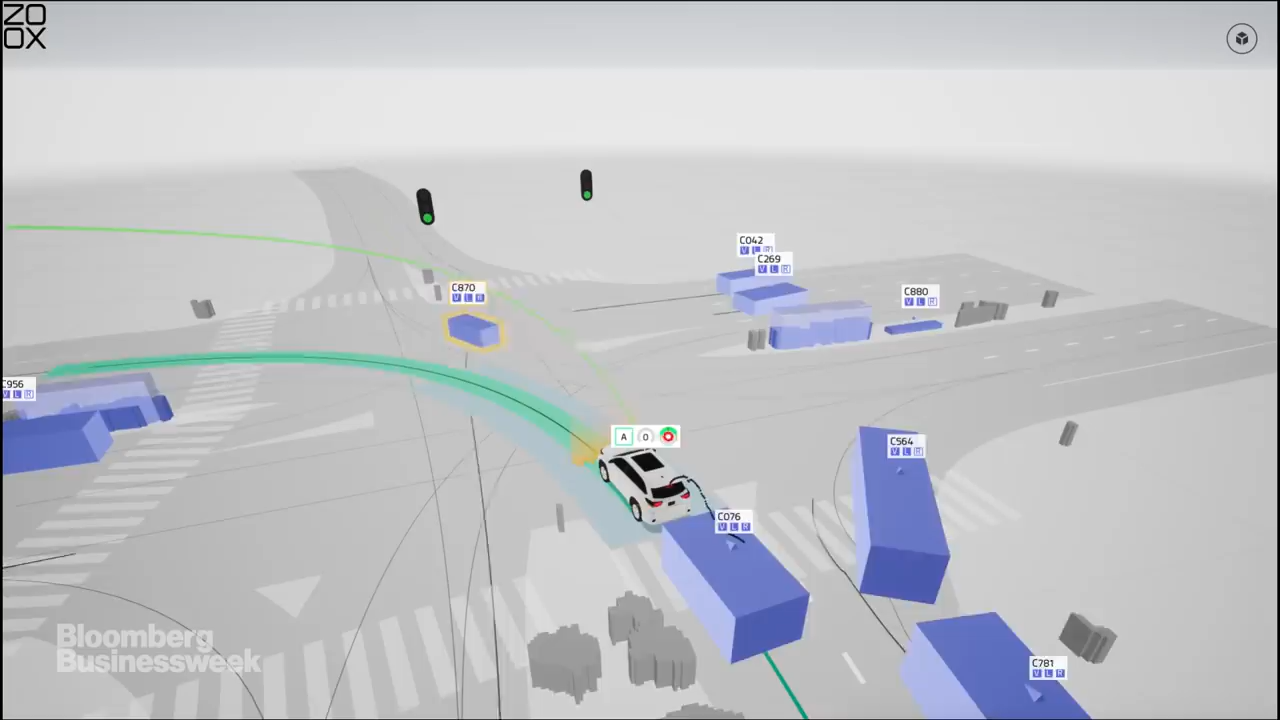 ZO
OX
C042
V L R
C269
V L R
C870
V L R
C880
V L R
C956
V L R
A 0
C564
V L R
C076
V L R
Bloomberg
Businessweek
C781
V L R